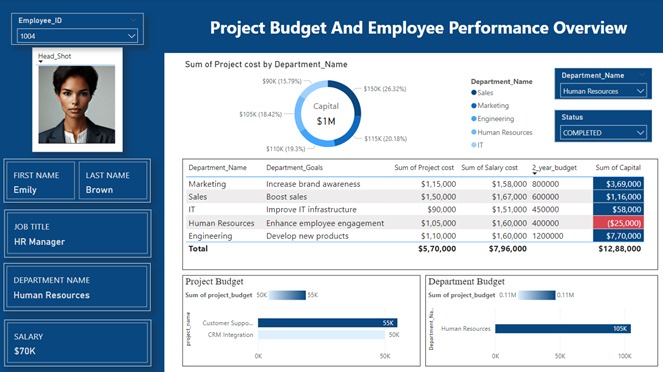 Employee_ID
1004
Head_Shot
FIRST NAME
Emily
LAST NAME
Brown
JOB TITLE
HR Manager
DEPARTMENT NAME
Human Resources
SALARY
$70K
Project Budget And Employee Performance Overview
Sum of Project cost by Department_Name
$90K (15.79%)
$150K (26.32%)
$105K (18.42%)
Capital
$1M
$115K (20.18%)
$110K (19.3%)
Department_Name
Sales
Marketing
Engineering
Human Resources
IT
Department_Name
Human Resources
Status
COMPLETED
Department_Name Department_Goals Sum of Project cost Sum of Salary cost 2_year_budget Sum of Capital
Marketing Increase brand awareness $1,15,000 $1,58,000 800000 $3,69,000
Sales Boost sales $1,50,000 $1,67,000 600000 $1,16,000
IT Improve IT infrastructure $90,000 $1,51,000 450000 $58,000
Human Resources Enhance employee engagement $1,05,000 $1,60,000 400000 ($25,000)
Engineering Develop new products $1,10,000 $1,60,000 1200000 $7,70,000
Total $5,70,000 $7,96,000 $12,88,000
Project Budget
Sum of project_budget 50K 55K
project_name
Customer Suppo... 55K
CRM Integration 50K
0K 50K
Department Budget
Sum of project_budget 0.11M 0.11M
Department_Na...
Human Resources 105K
0K 50K 100K